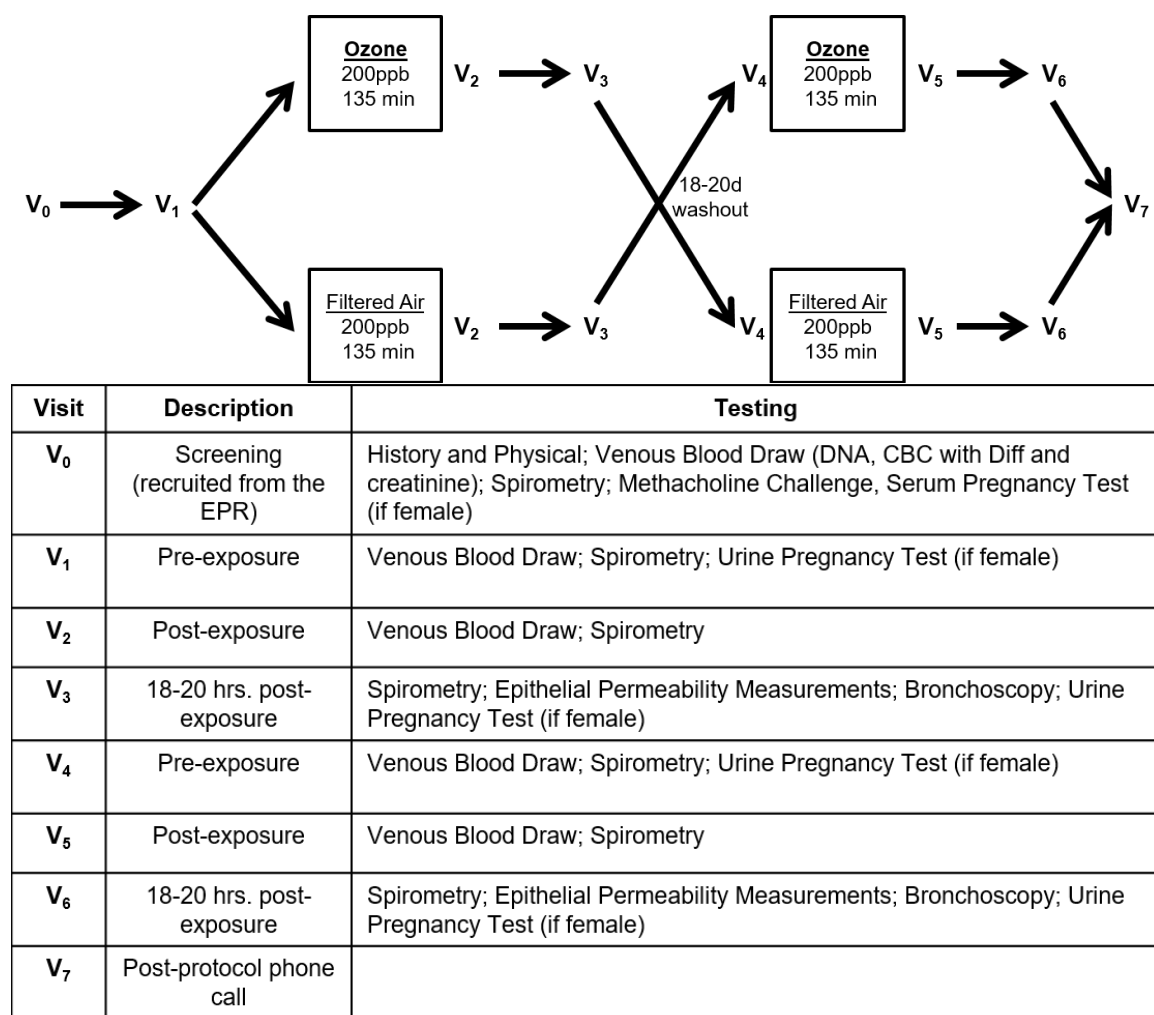 Ozone
200ppb
135 min
V₂
V₃
V₄
Ozone
200ppb
135 min
V₅
V₆
V₀
V₁
18-20d
washout
V₇
Filtered Air
200ppb
135 min
V₂
V₃
V₄
Filtered Air
200ppb
135 min
V₅
V₆
Visit
Description
Testing
V₀
Screening
(recruited from the
EPR)
History and Physical; Venous Blood Draw (DNA, CBC with Diff and
creatinine); Spirometry; Methacholine Challenge, Serum Pregnancy Test
(if female)
V₁
Pre-exposure
Venous Blood Draw; Spirometry; Urine Pregnancy Test (if female)
V₂
Post-exposure
Venous Blood Draw; Spirometry
V₃
18-20 hrs. post-
exposure
Spirometry; Epithelial Permeability Measurements; Bronchoscopy; Urine
Pregnancy Test (if female)
V₄
Pre-exposure
Venous Blood Draw; Spirometry; Urine Pregnancy Test (if female)
V₅
Post-exposure
Venous Blood Draw; Spirometry
V₆
18-20 hrs. post-
exposure
Spirometry; Epithelial Permeability Measurements; Bronchoscopy; Urine
Pregnancy Test (if female)
V₇
Post-protocol phone
call